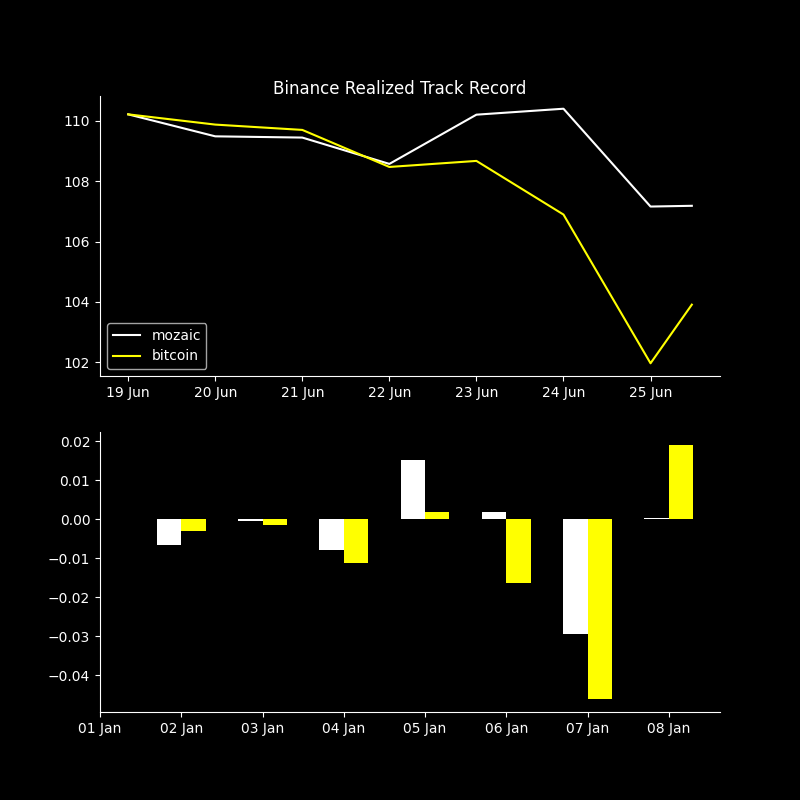 Binance Realized Track Record
110
108
106
104
102
mozaic
bitcoin
19 Jun 20 Jun 21 Jun 22 Jun 23 Jun 24 Jun 25 Jun
0.02
0.01
0.00
−0.01
−0.02
−0.03
−0.04
01 Jan 02 Jan 03 Jan 04 Jan 05 Jan 06 Jan 07 Jan 08 Jan